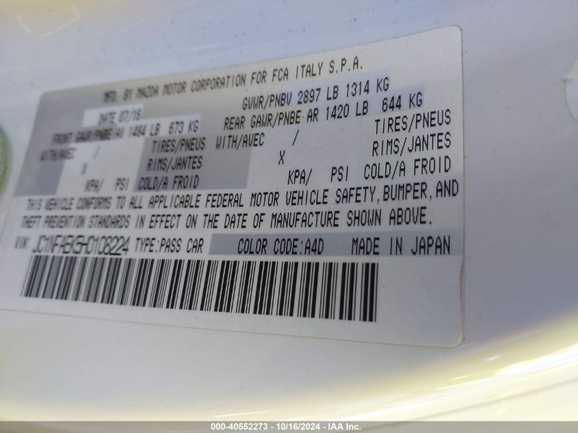 MFD. BY MAZDA MOTOR CORPORATION FOR FCA ITALY S.P.A.
DATE 07/16 GVWR/PNBV 2897 LB 1314 KG
FRONT GAWR/PNBE AV 1484 LB 673 KG REAR GAWR/PNBE AR 1420 LB 644 KG
WITH/AVEC / TIRES/PNEUS WITH/AVEC / TIRES/PNEUS
X RIMS/JANTES X RIMS/JANTES
KPA/ PSI COLD/A FROID KPA/ PSI COLD/A FROID
THIS VEHICLE CONFORMS TO ALL APPLICABLE FEDERAL MOTOR VEHICLE SAFETY, BUMPER, AND
THEFT PREVENTION STANDARDS IN EFFECT ON THE DATE OF MANUFACTURE SHOWN ABOVE.
VIN: TYPE:PASS CAR COLOR CODE:A4D MADE IN JAPAN
000-40552273 - 10/16/2024 - IAA Inc.